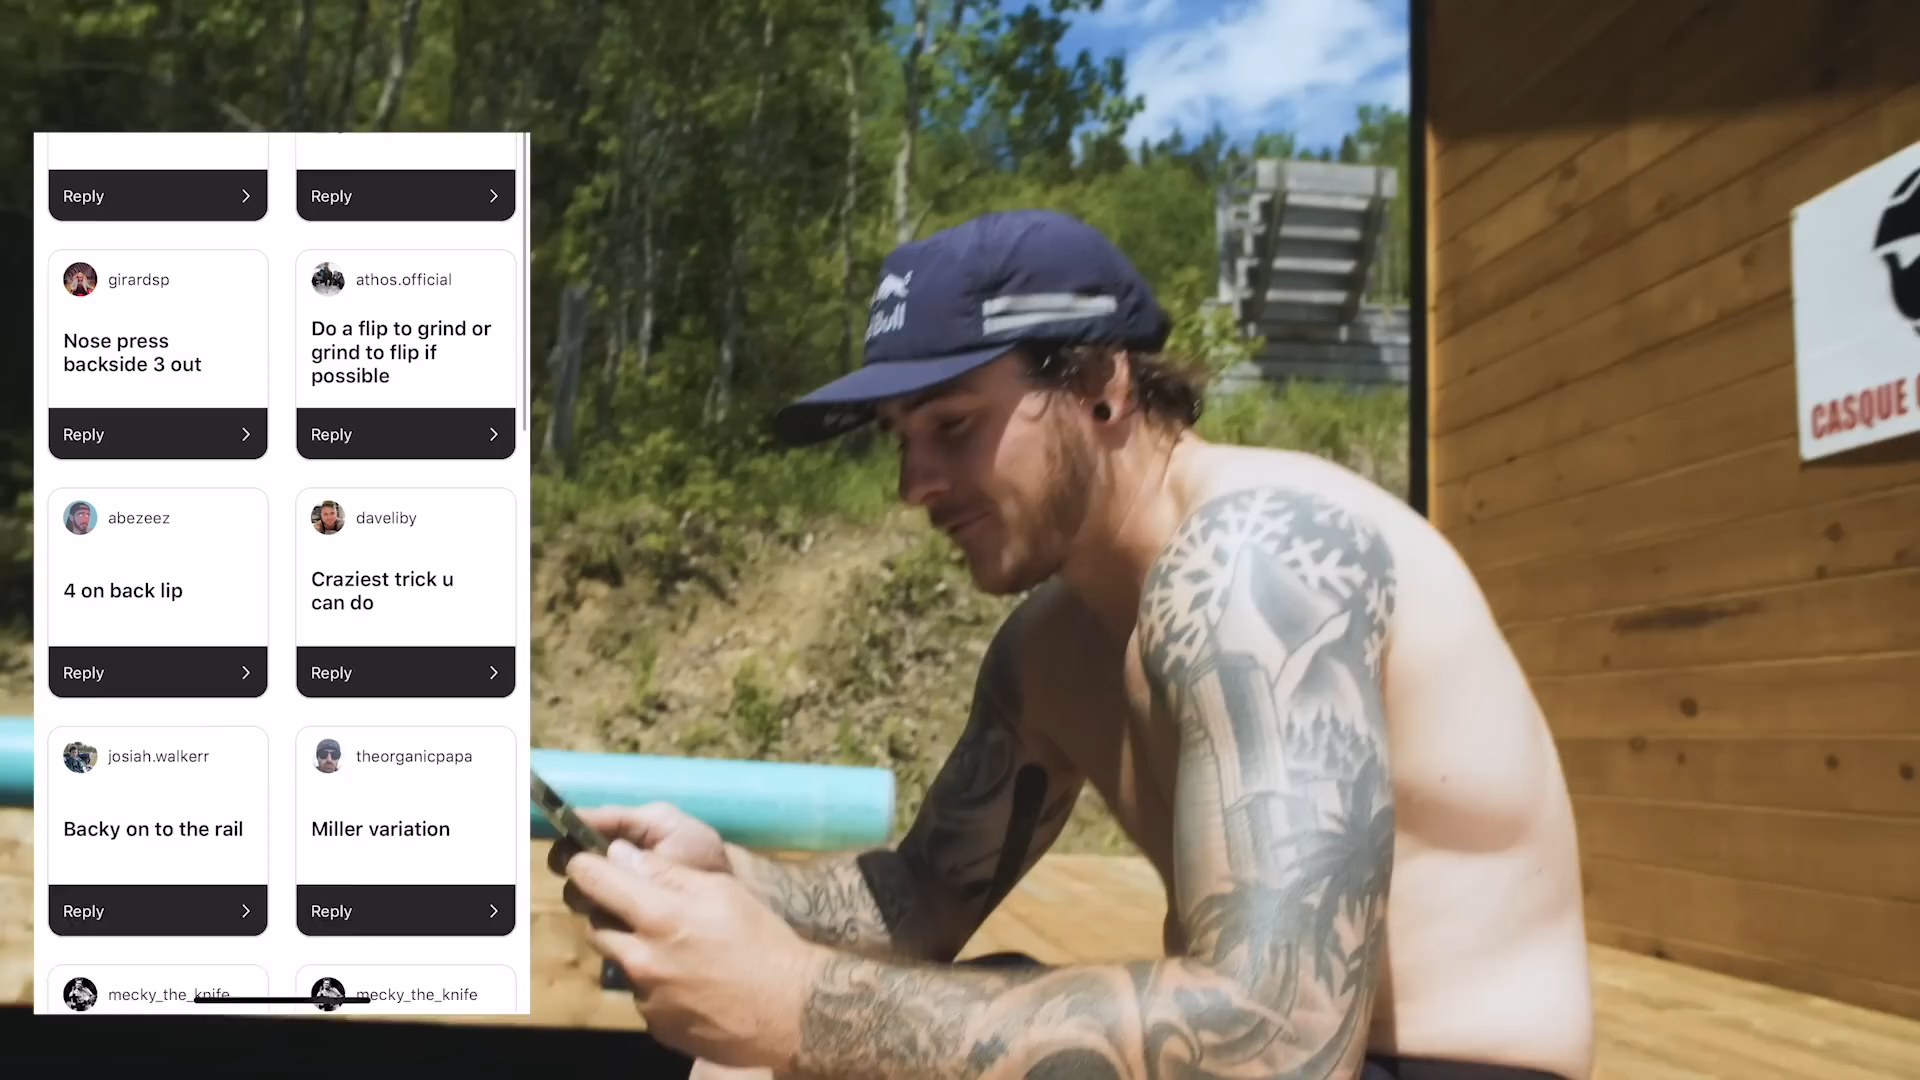 Reply
Reply
girardsp
athos.official
Nose press
backside 3 out
Do a flip to grind or
grind to flip if
possible
Reply
Reply
abezeez
daveliby
4 on back lip
Craziest trick u
can do
Reply
Reply
josiah.walkerr
theorganicpapa
Backy on to the rail
Miller variation
Reply
Reply
mecky_the_knife
mecky_the_knife
Bull
CASQUE